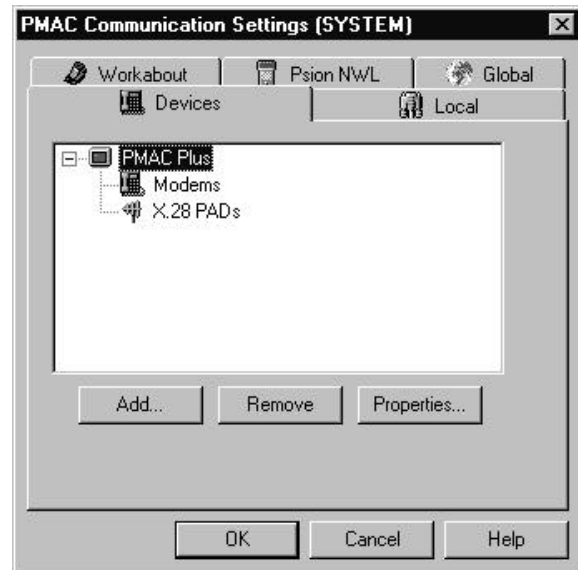 PMAC Communication Settings (SYSTEM)
Workabout Psion NWL Global
Devices Local
PMAC Plus
Modems
X.28 PADs
Add... Remove Properties...
OK Cancel Help